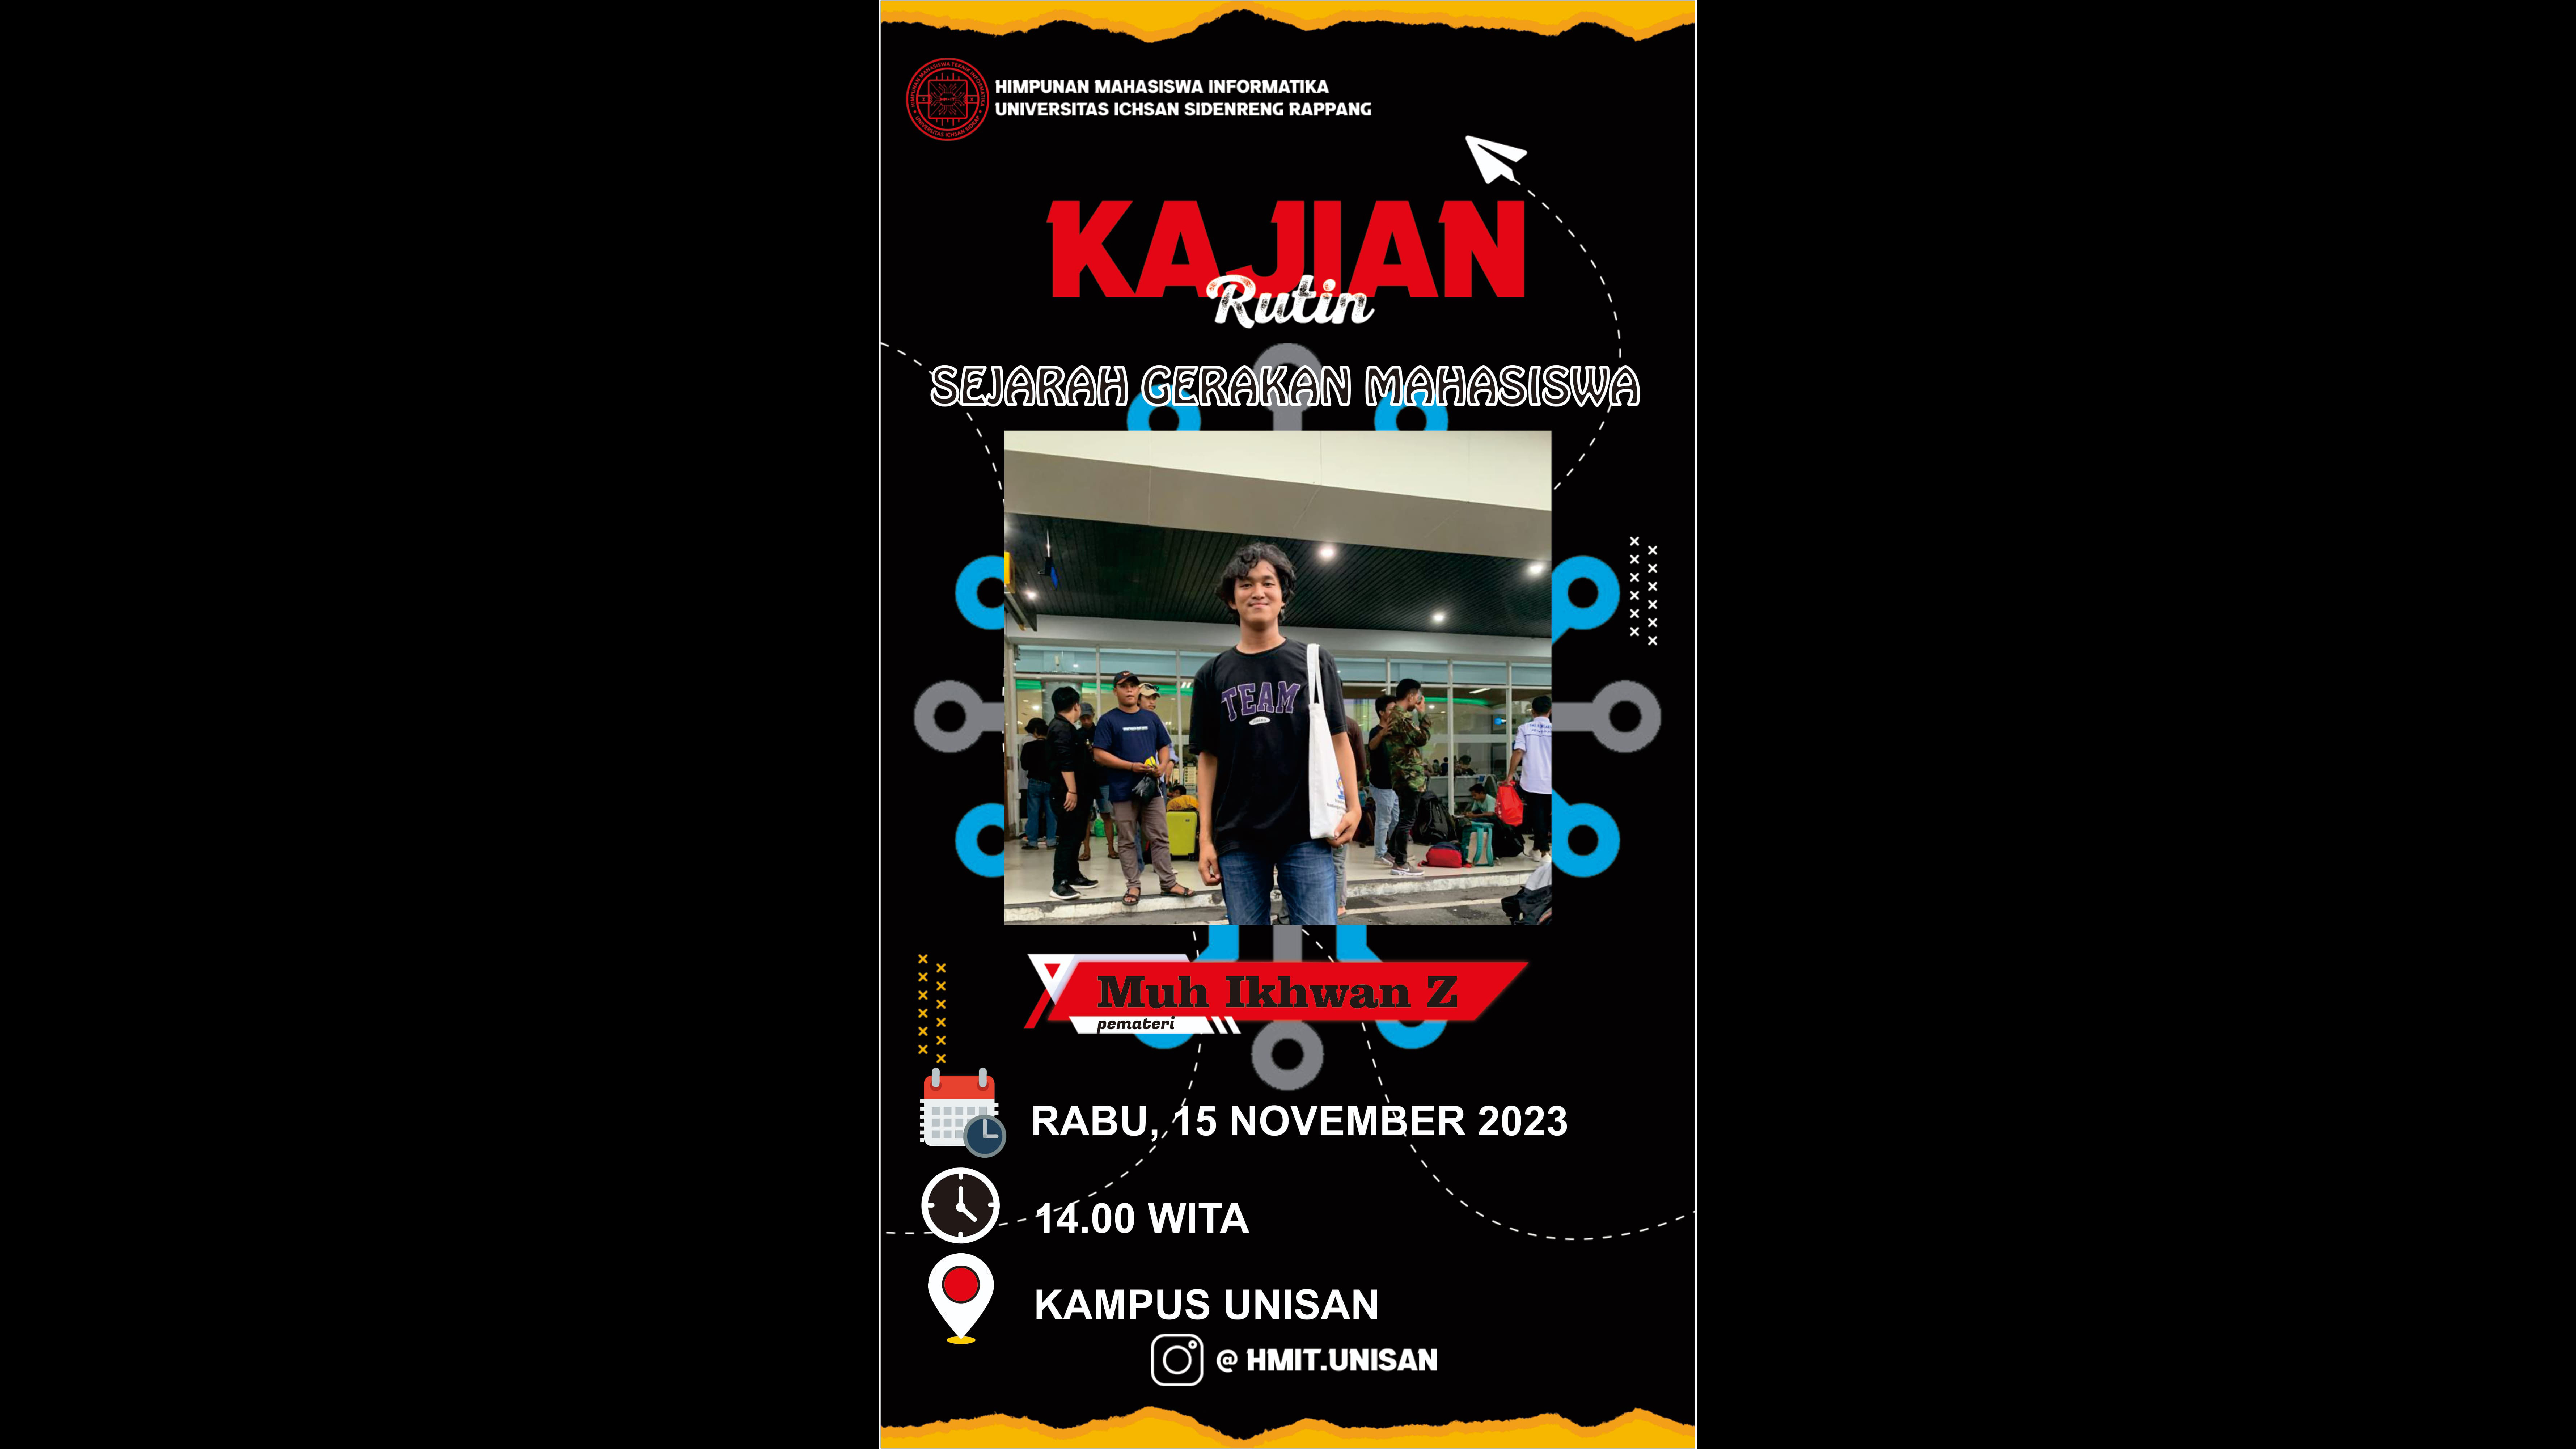 HIMPUNAN MAHASISWA INFORMATIKA
UNIVERSITAS ICHSAN SIDENRENG RAPPANG
KAJIAN
Rutin
SEJARAH GERAKAN MAHASISWA
TEAM
Muh Ikhwan Z
pemateri
RABU, 15 NOVEMBER 2023
14.00 WITA
KAMPUS UNISAN
@ HMIT.UNISAN